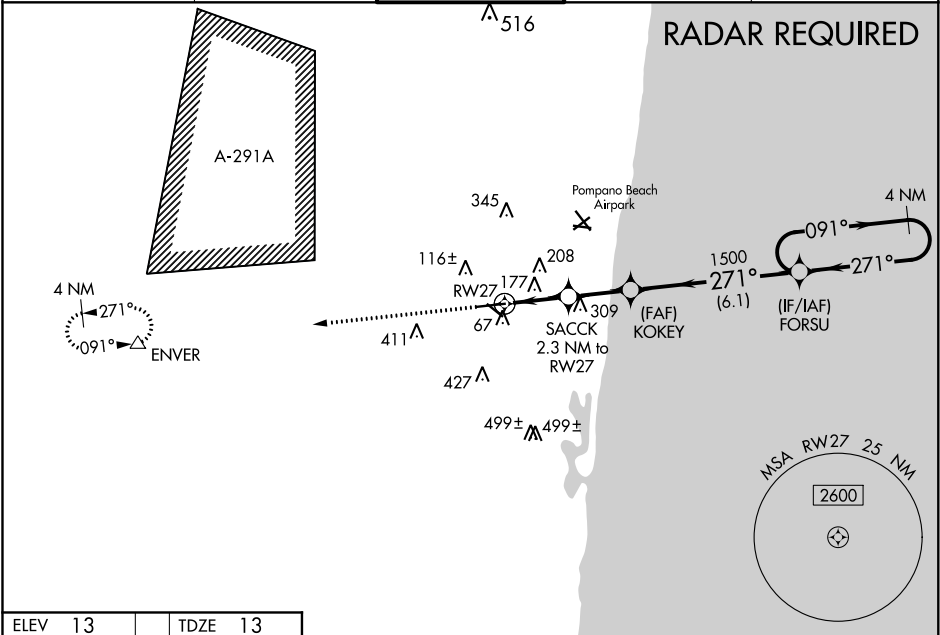 516
RADAR REQUIRED
A-291A
345
Pompano Beach
Airpark
4 NM
091°
271°
116±
208
177
RW27
1500
271°
(6.1)
(IF/IAF)
FORSU
(FAF)
KOKEY
309
SACCK
2.3 NM to
RW27
67
411
4 NM
271°
091°
ENVER
427
499±
499±
MSA RW27 25 NM
2600
ELEV 13
TDZE 13